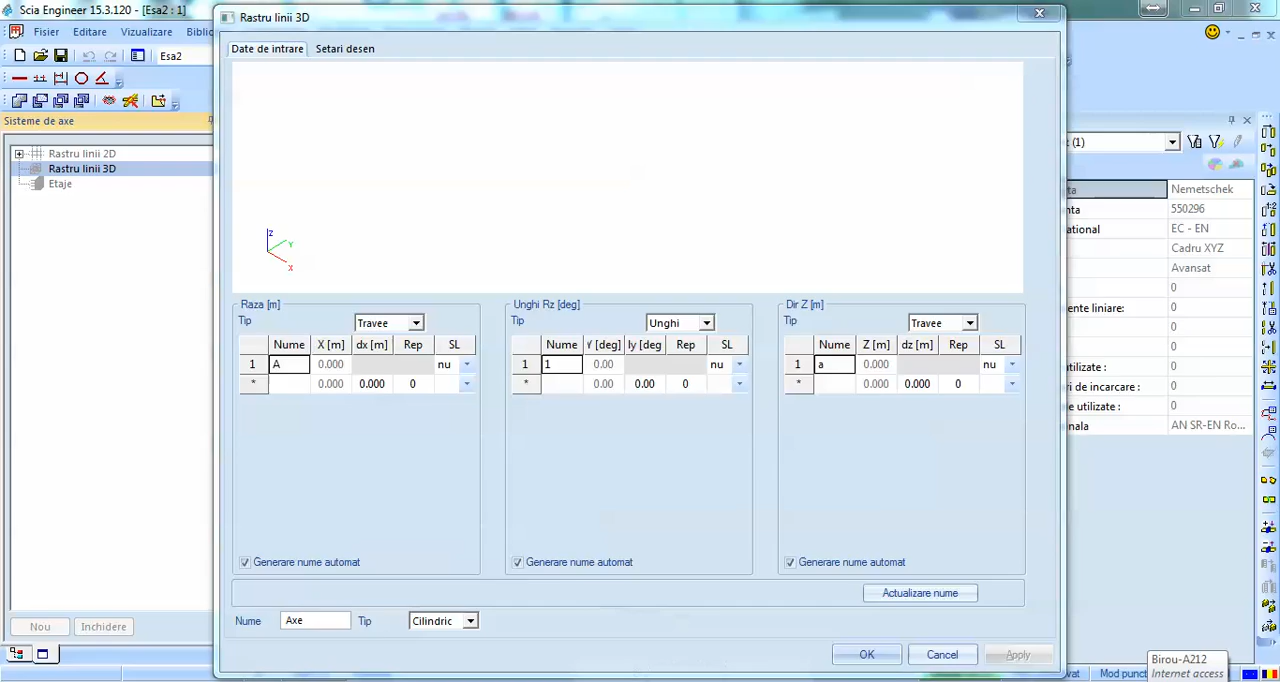 Scia Engineer 15.3.120 - [Esa2 : 1]
Rastru linii 3D
Fisier Editare Vizualizare
Esa2
Date de intrare Setari desen
Sisteme de axe
Rastru linii 2D
Rastru linii 3D
Etaje
Z
Y
X
(1)
Nemetschek
550296
EC - EN
Cadru XYZ
Avansat
0
0
0
0
0
0
0
AN SR-EN Ro...
Raza [m] Unghi Rz [deg] Dir Z [m]
Tip Travee Tip Unghi Tip Travee
Nume X [m] dx [m] Rep SL Nume [deg] [deg Rep SL Nume Z [m] dz [m] Rep SL
1 A 0.000 nu 1 1 0.00 nu 1 a 0.000 nu
* 0.000 0.000 0 * 0.00 0.00 0 * 0.000 0.000 0
Generare nume automat Generare nume automat Generare nume automat
Actualizare nume
Nume Axe Tip Cilindric
Nou Inchidere
OK Cancel Apply
Birou-A212
Internet access
Mod punct